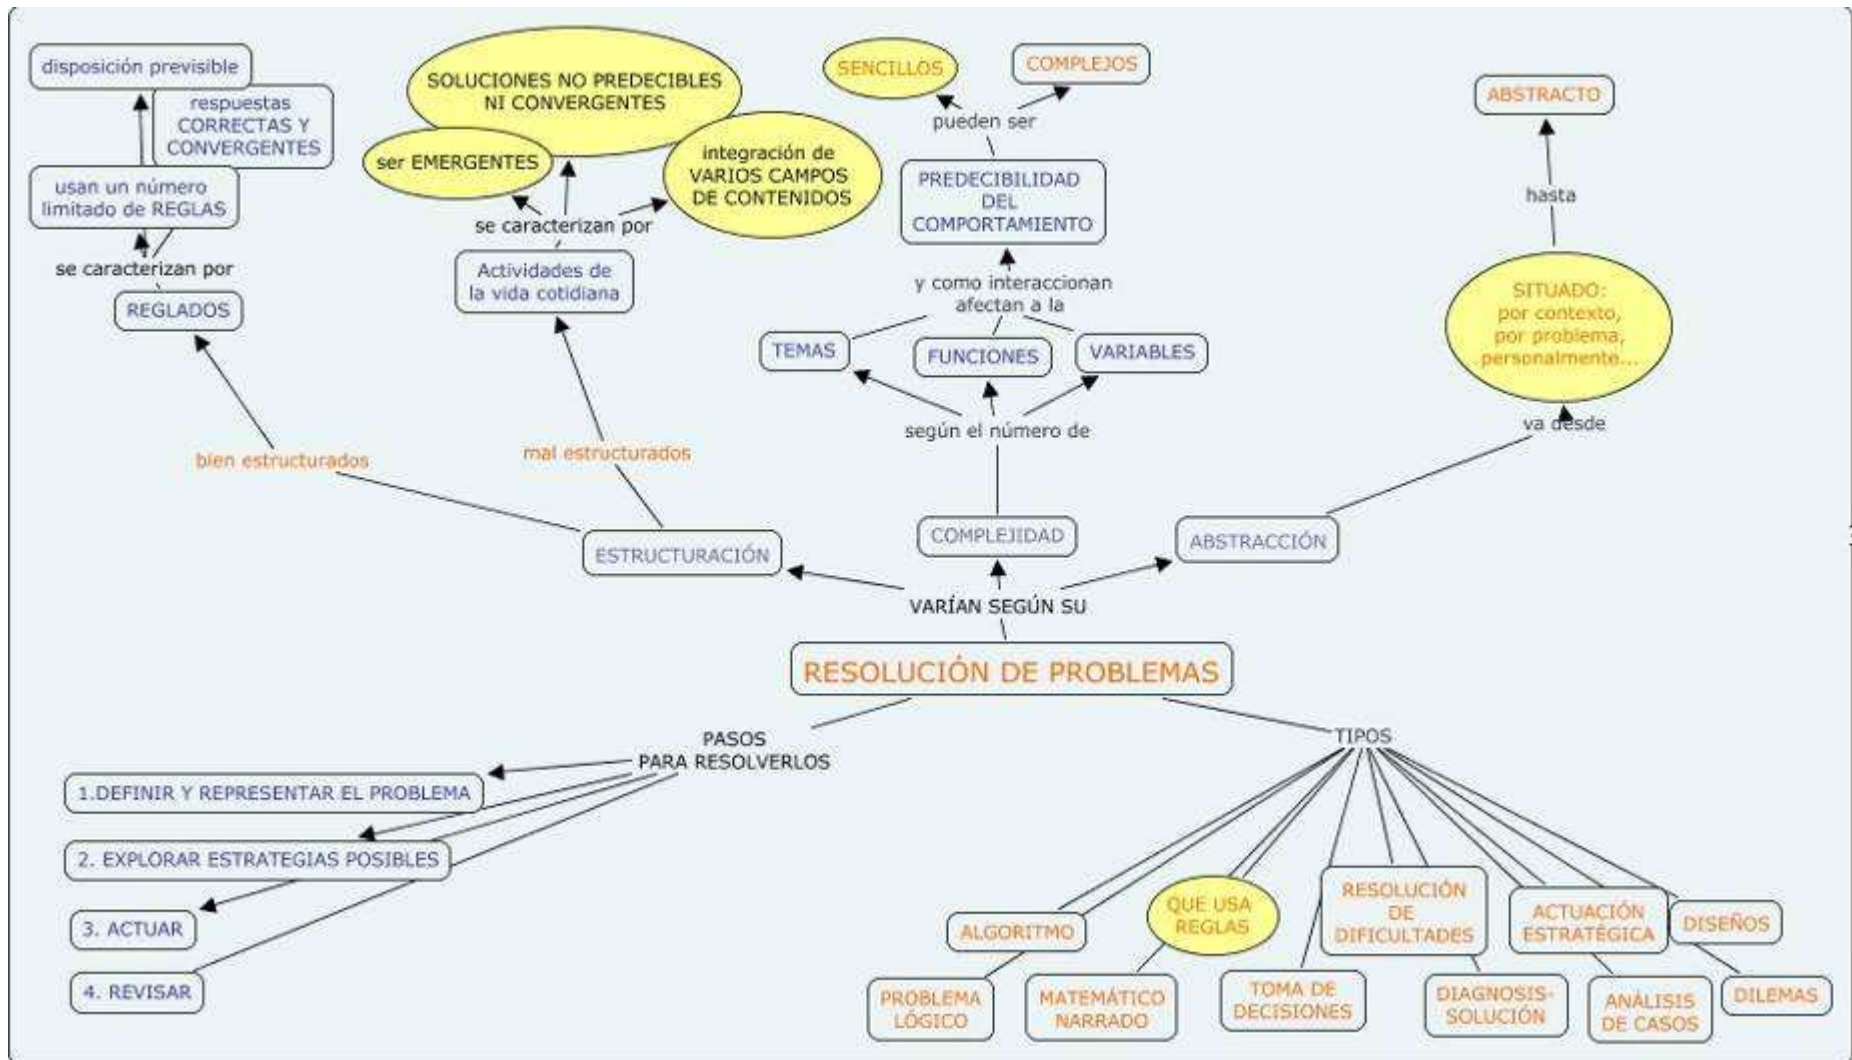 disposición previsible
respuestas
CORRECTAS Y
CONVERGENTES
usan un número
limitado de REGLAS
se caracterizan por
REGLADOS
bien estructurados
SOLUCIONES NO PREDECIBLES
NI CONVERGENTES
ser EMERGENTES
integración de
VARIOS CAMPOS
DE CONTENIDOS
se caracterizan por
Actividades de
la vida cotidiana
mal estructurados
ESTRUCTURACIÓN
SENCILLOS
COMPLEJOS
pueden ser
PREDECIBILIDAD
DEL
COMPORTAMIENTO
y como interaccionan
afectan a la
TEMAS
FUNCIONES
VARIABLES
según el número de
COMPLEJIDAD
ABSTRACTO
hasta
SITUADO:
por contexto,
por problema,
personalmente...
va desde
ABSTRACCIÓN
VARÍAN SEGÚN SU
RESOLUCIÓN DE PROBLEMAS
PASOS
PARA RESOLVERLOS
1.DEFINIR Y REPRESENTAR EL PROBLEMA
2. EXPLORAR ESTRATEGIAS POSIBLES
3. ACTUAR
4. REVISAR
TIPOS
ALGORITMO
QUE USA
REGLAS
RESOLUCIÓN
DE
DIFICULTADES
ACTUACIÓN
ESTRATÉGICA
DISEÑOS
PROBLEMA
LÓGICO
MATEMÁTICO
NARRADO
TOMA DE
DECISIONES
DIAGNOSIS-
SOLUCIÓN
ANÁLISIS
DE CASOS
DILEMAS